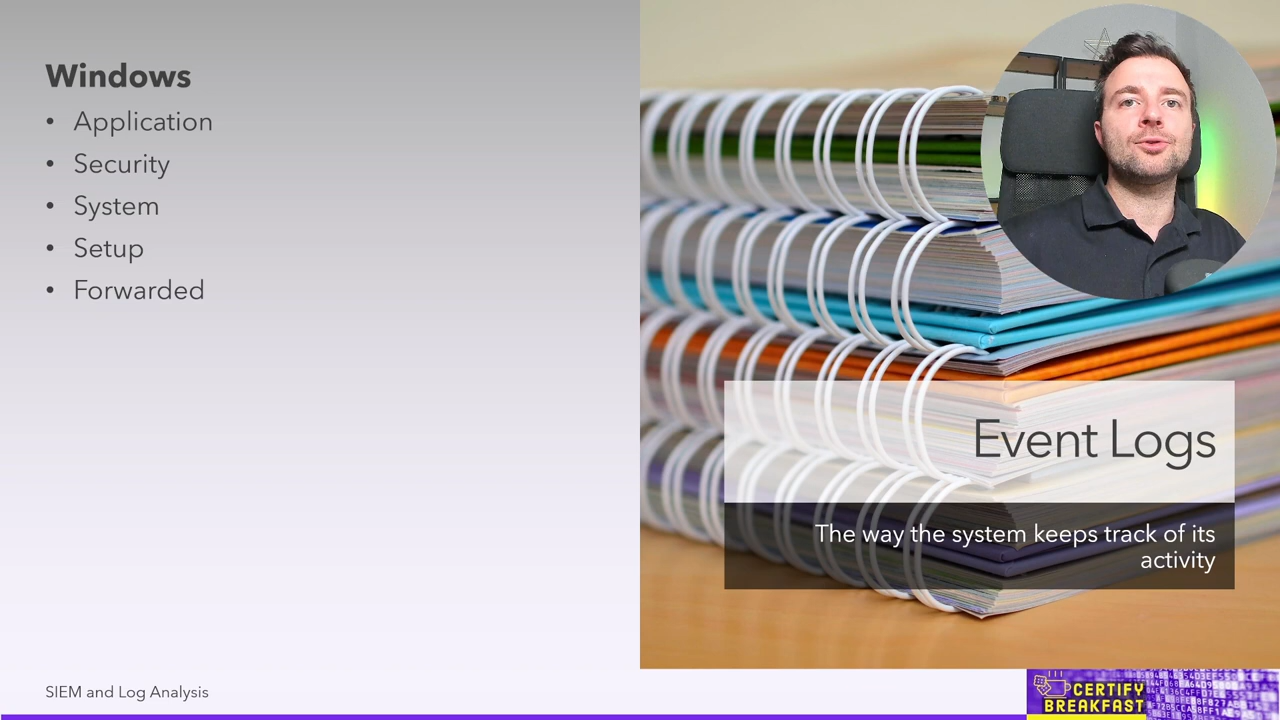 Windows
• Application
• Security
• System
• Setup
• Forwarded
Event Logs
The way the system keeps track of its
activity
SIEM and Log Analysis
CERTIFY
BREAKFAST